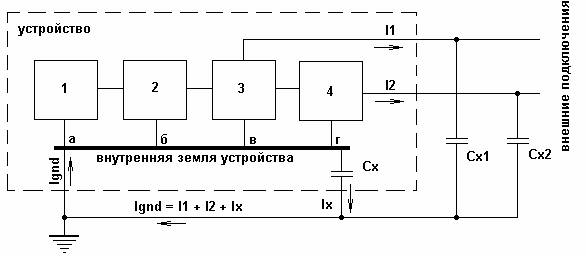 устройство
I1
1
2
3
4
I2
а
б
в
г
внутренняя земля устройства
Ignd
Cx
Cx1
Cx2
внешние подключения
Ignd = I1 + I2 + Ix
Ix